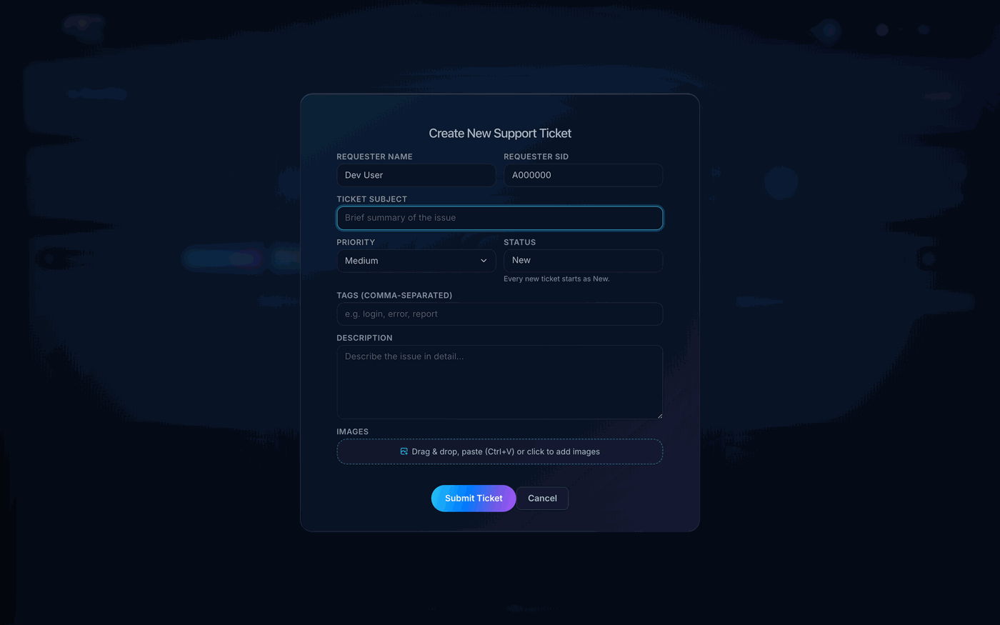 Create New Support Ticket
REQUESTER NAME
REQUESTER SID
Dev User
A000000
TICKET SUBJECT
Brief summary of the issue
PRIORITY
STATUS
Medium
New
Every new ticket starts as New.
TAGS (COMMA-SEPARATED)
e.g. login, error, report
DESCRIPTION
Describe the issue in detail...
IMAGES
Drag & drop, paste (Ctrl+V) or click to add images
Submit Ticket
Cancel